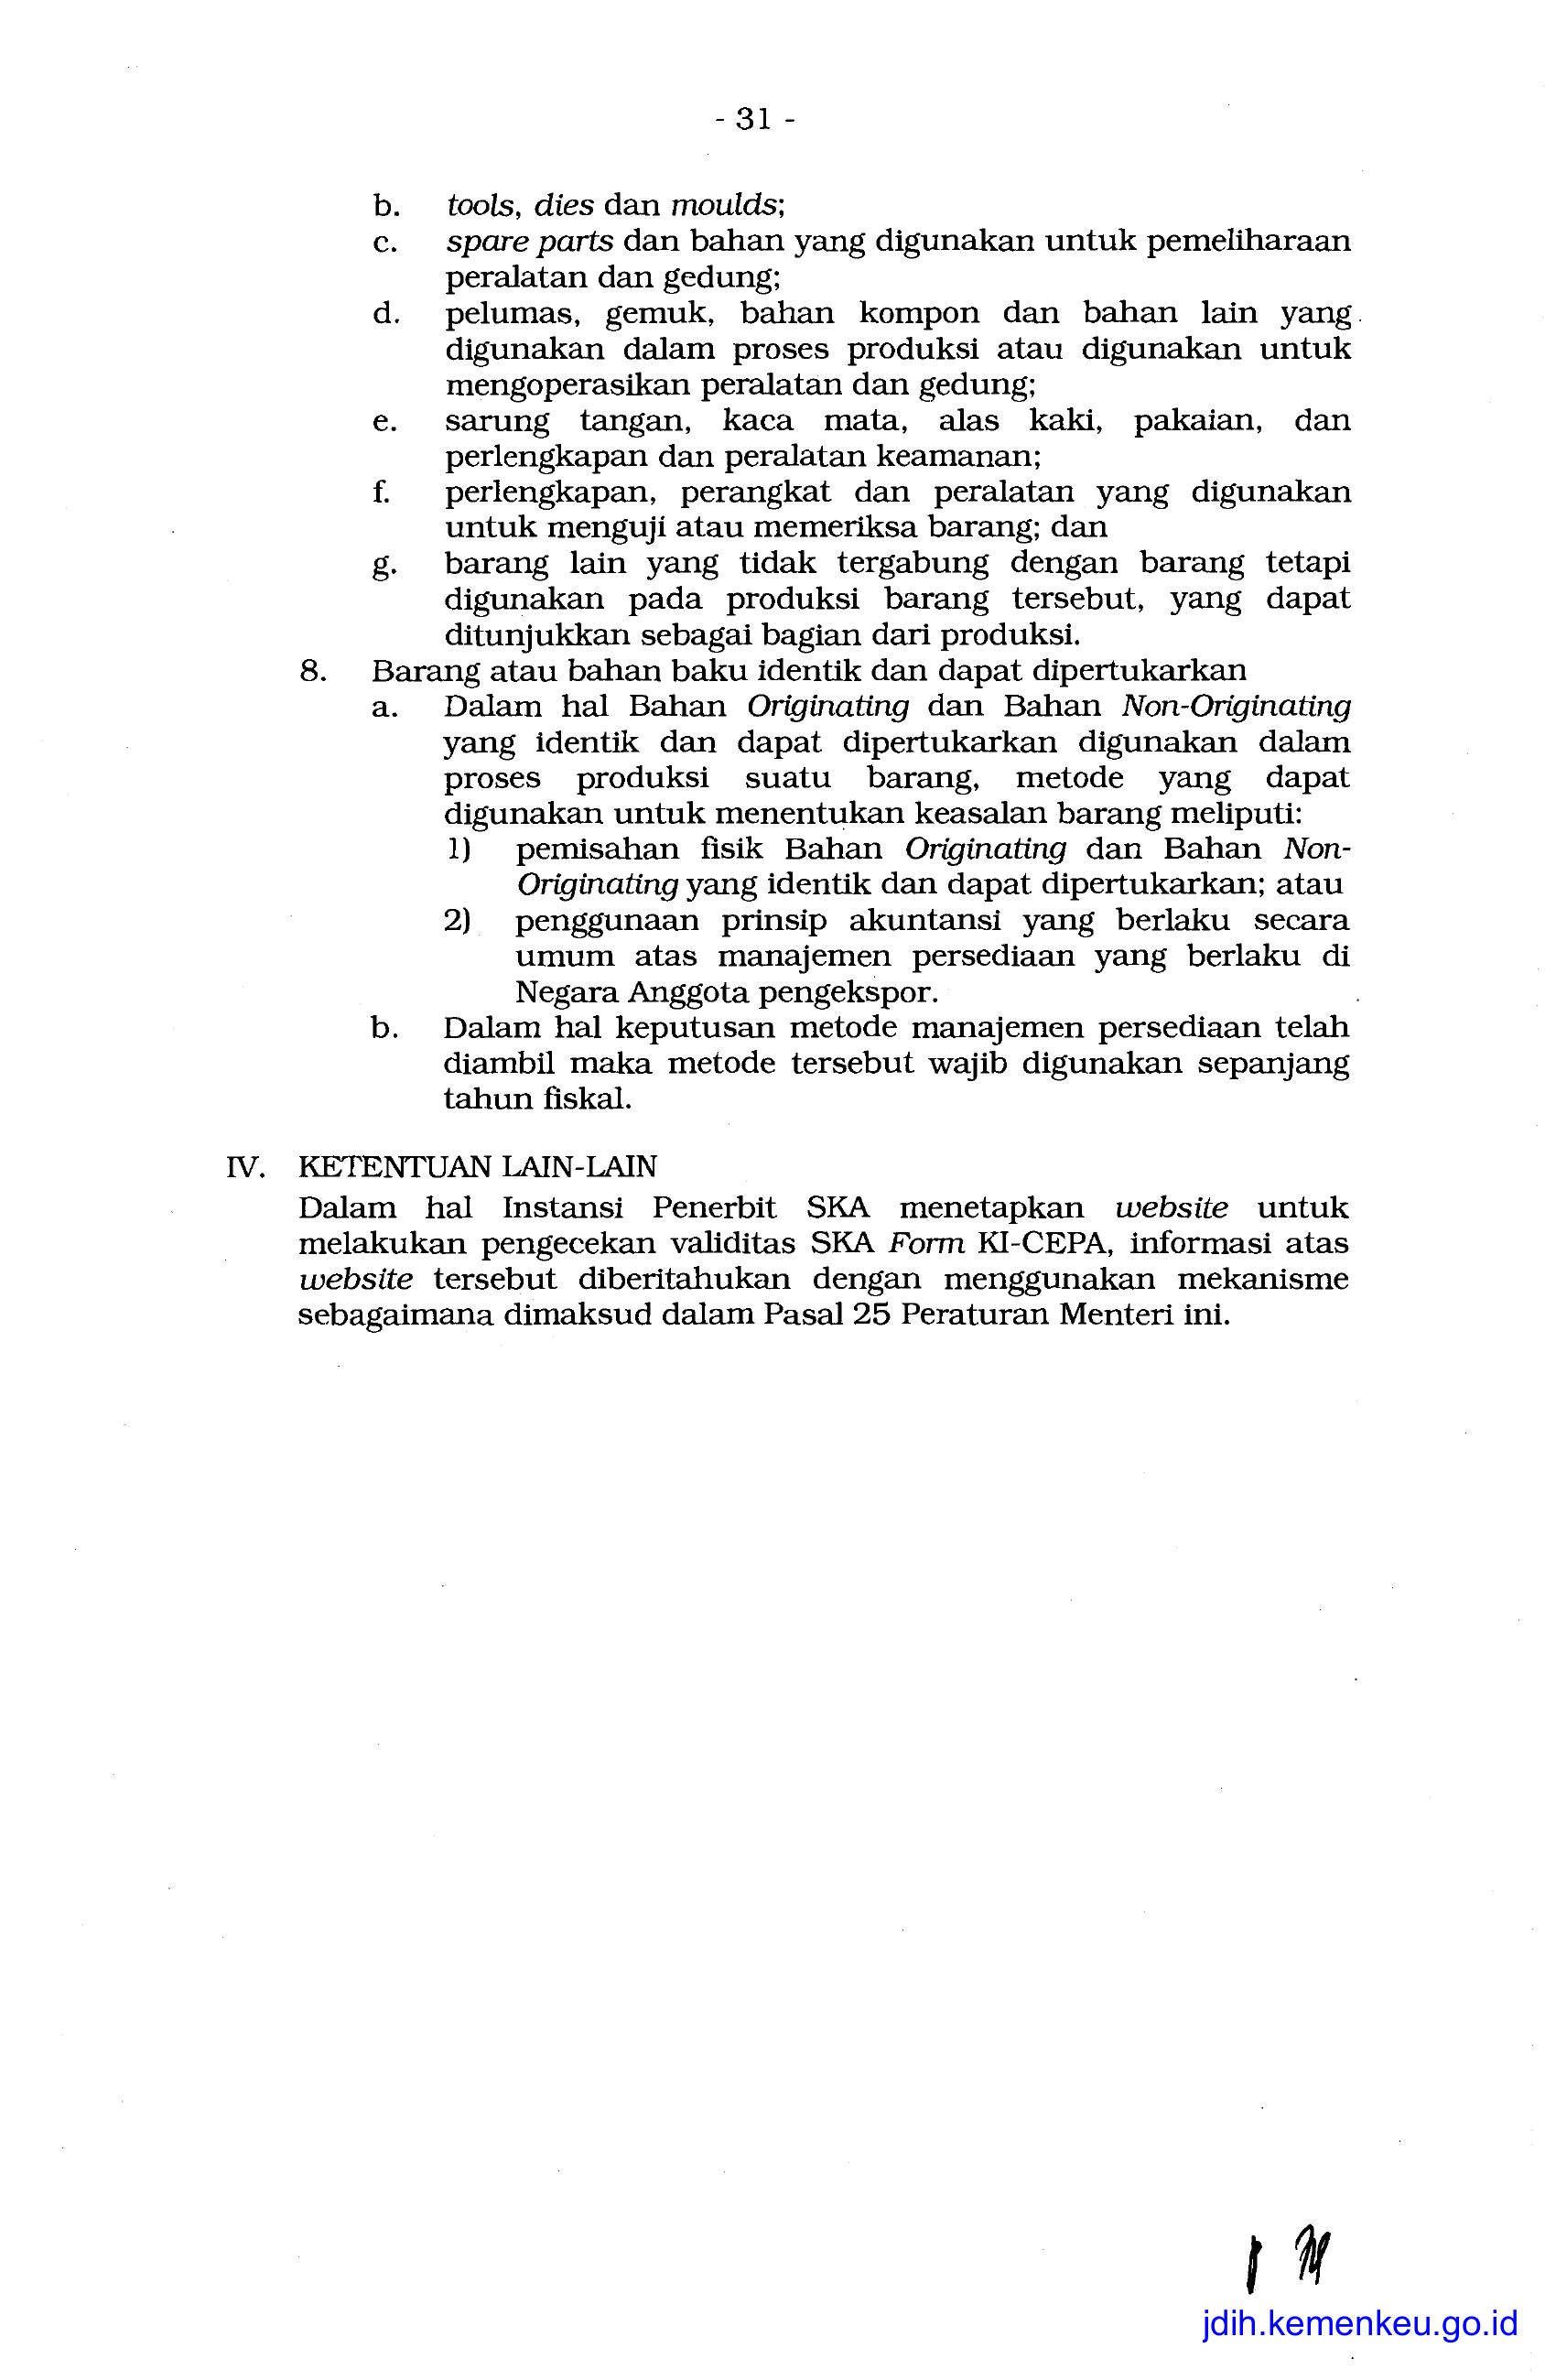 - 31 -
b. tools, dies dan moulds;
c. spare parts dan bahan yang digunakan untuk pemeliharaan
peralatan dan gedung;
d. pelumas, gemuk, bahan kompon dan bahan lain yang
digunakan dalam proses produksi atau digunakan untuk
mengoperasikan peralatan dan gedung;
e. sarung tangan, kaca mata, alas kaki, pakaian, dan
perlengkapan dan peralatan keamanan;
f. perlengkapan, perangkat dan peralatan yang digunakan
untuk menguji atau memeriksa barang; dan
g. barang lain yang tidak tergabung dengan barang tetapi
digunakan pada produksi barang tersebut, yang dapat
ditunjukkan sebagai bagian dari produksi.
8. Barang atau bahan baku identik dan dapat dipertukarkan
a. Dalam hal Bahan Originating dan Bahan Non-Originating
yang identik dan dapat dipertukarkan digunakan dalam
proses produksi suatu barang, metode yang dapat
digunakan untuk menentukan keasalan barang meliputi:
1) pemisahan fisik Bahan Originating dan Bahan Non-
Originating yang identik dan dapat dipertukarkan; atau
2) penggunaan prinsip akuntansi yang berlaku secara
umum atas manajemen persediaan yang berlaku di
Negara Anggota pengekspor.
b. Dalam hal keputusan metode manajemen persediaan telah
diambil maka metode tersebut wajib digunakan sepanjang
tahun fiskal.
IV. KETENTUAN LAIN-LAIN
Dalam hal Instansi Penerbit SKA menetapkan website untuk
melakukan pengecekan validitas SKA Form KI-CEPA, informasi atas
website tersebut diberitahukan dengan menggunakan mekanisme
sebagaimana dimaksud dalam Pasal 25 Peraturan Menteri ini.
jdih.kemenkeu.go.id